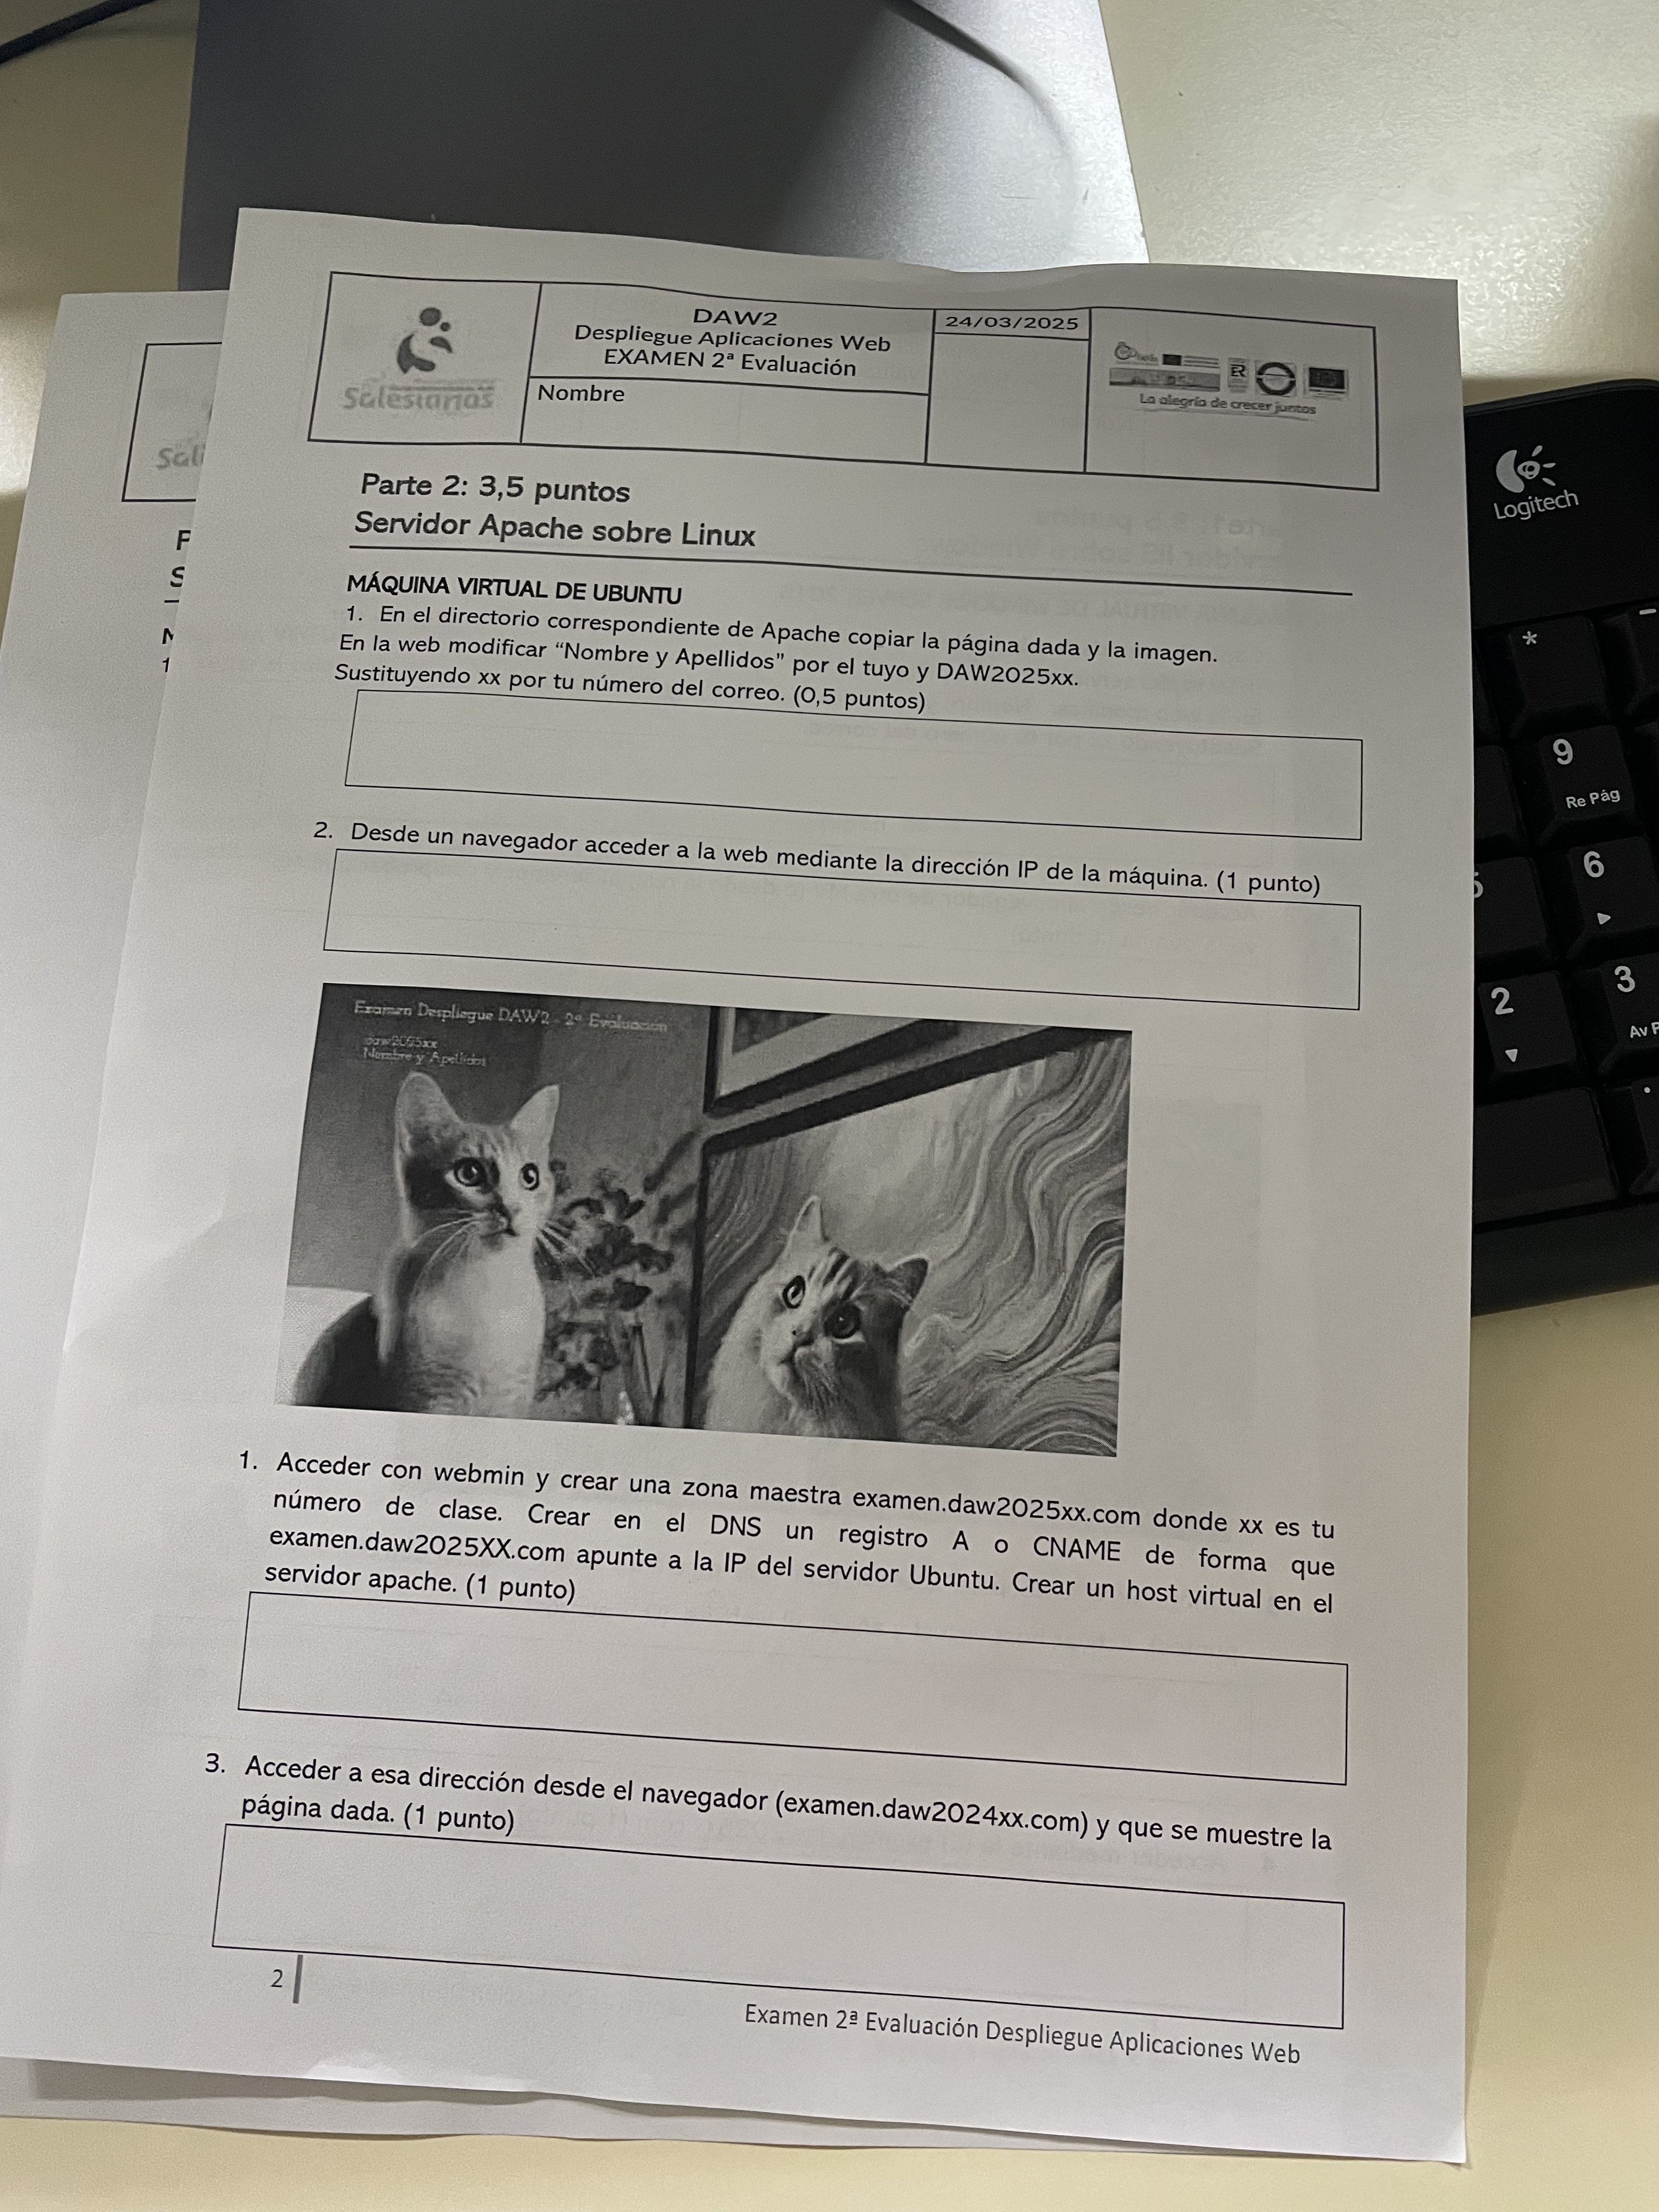 DAW2
Despliegue Aplicaciones Web
EXAMEN 2ª Evaluación
Nombre
24/03/2025
Salesianos
La alegría de crecer juntos
Sal
Parte 2: 3,5 puntos
Servidor Apache sobre Linux
MÁQUINA VIRTUAL DE UBUNTU
1. En el directorio correspondiente de Apache copiar la página dada y la imagen.
En la web modificar “Nombre y Apellidos” por el tuyo y DAW2025xx.
Sustituyendo xx por tu número del correo. (0,5 puntos)
2. Desde un navegador acceder a la web mediante la dirección IP de la máquina. (1 punto)
Examen Despliegue DAW2 - 2ª Evaluación
daw2025xx
Nombre y Apellidos
1. Acceder con webmin y crear una zona maestra examen.daw2025xx.com donde xx es tu
número de clase. Crear en el DNS un registro A o CNAME de forma que
examen.daw2025XX.com apunte a la IP del servidor Ubuntu. Crear un host virtual en el
servidor apache. (1 punto)
3. Acceder a esa dirección desde el navegador (examen.daw2024xx.com) y que se muestre la
página dada. (1 punto)
2
Examen 2ª Evaluación Despliegue Aplicaciones Web
Logitech
*
9
Re Pág
6
2
3
Av P